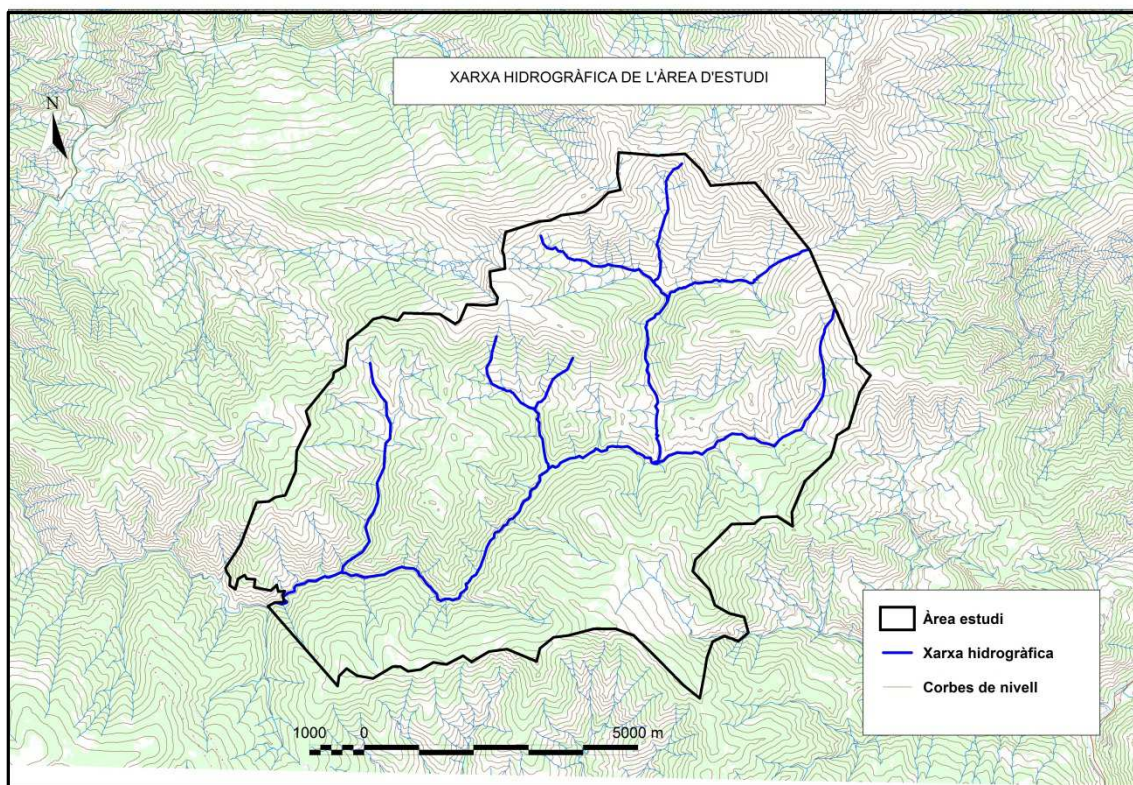 XARXA HIDROGRÀFICA DE L'ÀREA D'ESTUDI
N
Àrea estudi
Xarxa hidrogràfica
Corbes de nivell
1000 0 5000 m